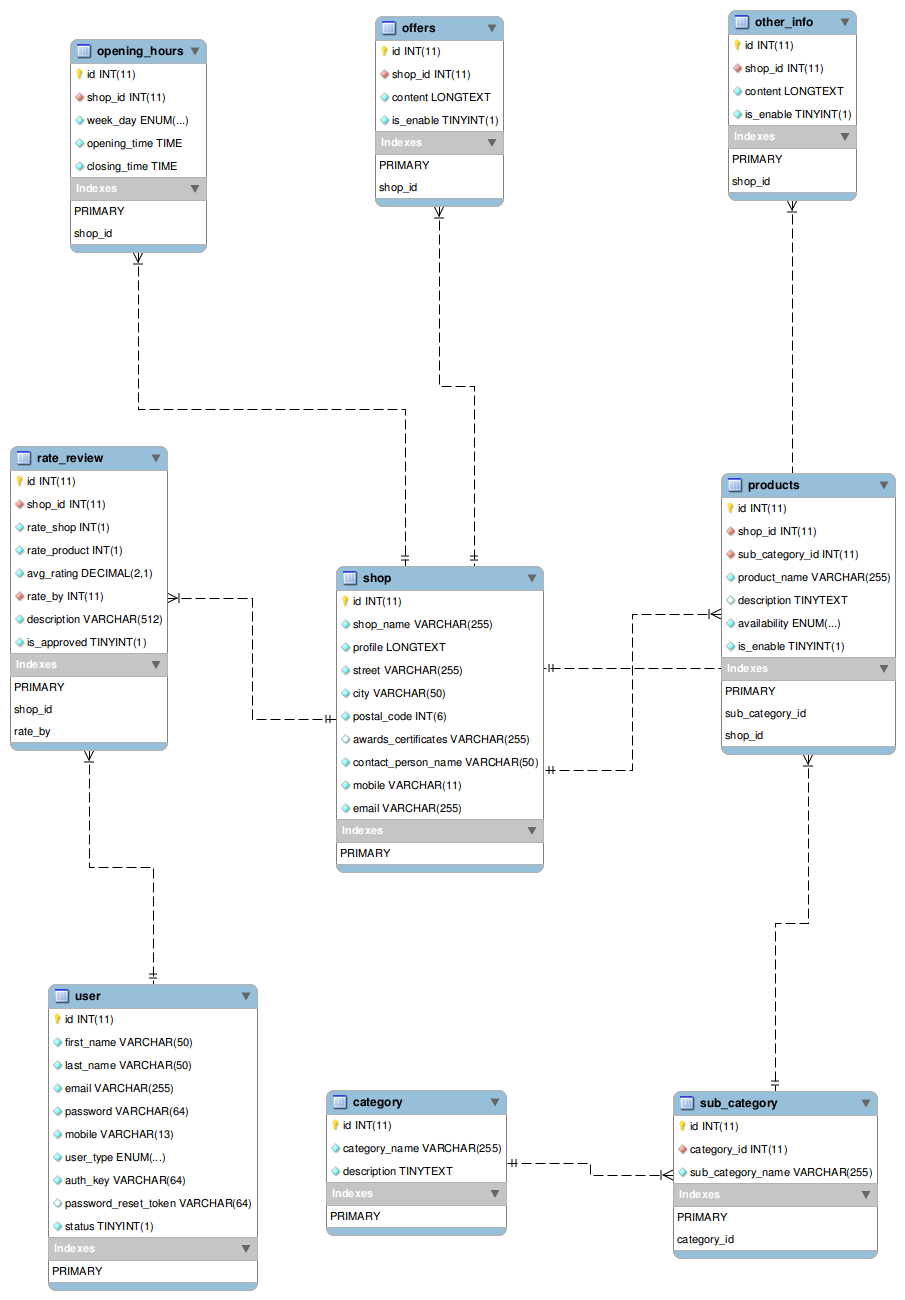 opening_hours
id INT(11)
shop_id INT(11)
week_day ENUM(...)
opening_time TIME
closing_time TIME
Indexes
PRIMARY
shop_id
offers
id INT(11)
shop_id INT(11)
content LONGTEXT
is_enable TINYINT(1)
Indexes
PRIMARY
shop_id
other_info
id INT(11)
shop_id INT(11)
content LONGTEXT
is_enable TINYINT(1)
Indexes
PRIMARY
shop_id
rate_review
id INT(11)
shop_id INT(11)
rate_shop INT(1)
rate_product INT(1)
avg_rating DECIMAL(2,1)
rate_by INT(11)
description VARCHAR(512)
is_approved TINYINT(1)
Indexes
PRIMARY
shop_id
rate_by
shop
id INT(11)
shop_name VARCHAR(255)
profile LONGTEXT
street VARCHAR(255)
city VARCHAR(50)
postal_code INT(6)
awards_certificates VARCHAR(255)
contact_person_name VARCHAR(50)
mobile VARCHAR(11)
email VARCHAR(255)
Indexes
PRIMARY
products
id INT(11)
shop_id INT(11)
sub_category_id INT(11)
product_name VARCHAR(255)
description TINYTEXT
availability ENUM(...)
is_enable TINYINT(1)
Indexes
PRIMARY
sub_category_id
shop_id
user
id INT(11)
first_name VARCHAR(50)
last_name VARCHAR(50)
email VARCHAR(255)
password VARCHAR(64)
mobile VARCHAR(13)
user_type ENUM(...)
auth_key VARCHAR(64)
password_reset_token VARCHAR(64)
status TINYINT(1)
Indexes
PRIMARY
category
id INT(11)
category_name VARCHAR(255)
description TINYTEXT
Indexes
PRIMARY
sub_category
id INT(11)
category_id INT(11)
sub_category_name VARCHAR(255)
Indexes
PRIMARY
category_id